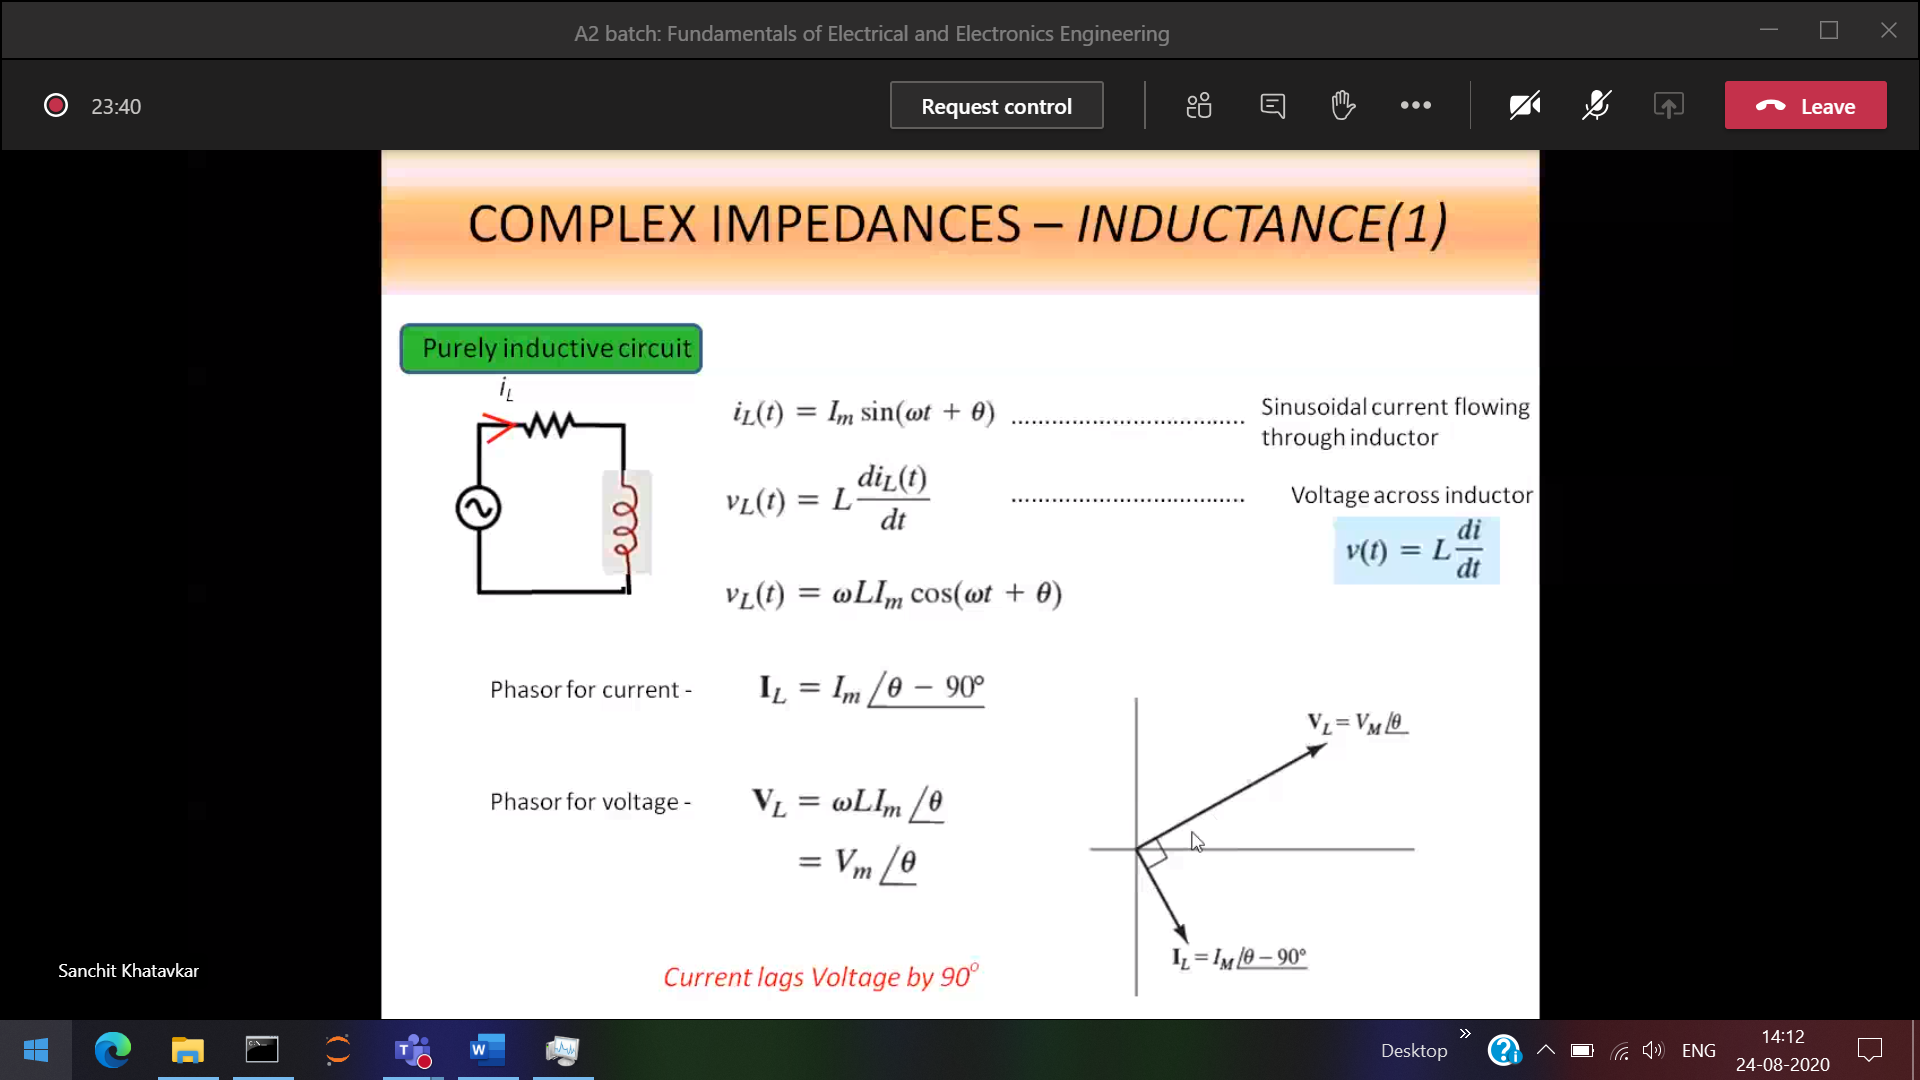 A2 batch: Fundamentals of Electrical and Electronics Engineering
23:40
Request control
Leave
COMPLEX IMPEDANCES – INDUCTANCE(1)
Purely inductive circuit
i_L
i_L(t) = I_m sin(ωt + θ) ..................................
Sinusoidal current flowing
through inductor
v_L(t) = L di_L(t)/dt ..................................
Voltage across inductor
v(t) = L di/dt
v_L(t) = ωLI_m cos(ωt + θ)
Phasor for current - I_L = I_m ∠θ − 90°
Phasor for voltage - V_L = ωLI_m ∠θ
= V_m ∠θ
V_L = V_M ∠θ
I_L = I_M ∠θ − 90°
Current lags Voltage by 90°
Sanchit Khatavkar
Desktop
ENG
14:12
24-08-2020